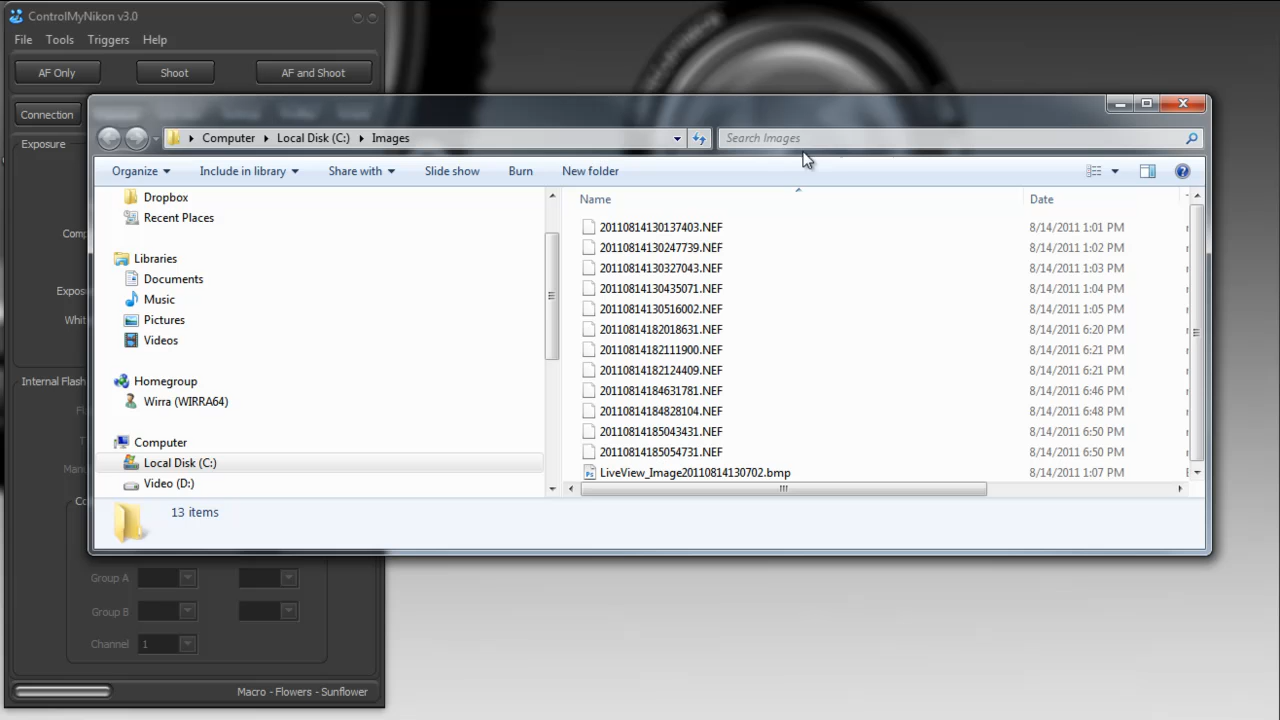 ControlMyNikon v3.0
File Tools Triggers Help
AF Only Shoot AF and Shoot
Connection
Exposure
Computer Local Disk (C:) Images
Search Images
Organize Include in library Share with Slide show Burn New folder
Dropbox
Recent Places
Libraries
Documents
Music
Pictures
Videos
Homegroup
Wirra (WIRRA64)
Computer
Local Disk (C:)
Video (D:)
Name Date
20110814130137403.NEF 8/14/2011 1:01 PM
20110814130247739.NEF 8/14/2011 1:02 PM
20110814130327043.NEF 8/14/2011 1:03 PM
20110814130435071.NEF 8/14/2011 1:04 PM
20110814130516002.NEF 8/14/2011 1:05 PM
20110814182018631.NEF 8/14/2011 6:20 PM
20110814182111900.NEF 8/14/2011 6:21 PM
20110814182124409.NEF 8/14/2011 6:21 PM
20110814184631781.NEF 8/14/2011 6:46 PM
20110814184828104.NEF 8/14/2011 6:48 PM
20110814185043431.NEF 8/14/2011 6:50 PM
20110814185054731.NEF 8/14/2011 6:50 PM
LiveView_Image20110814130702.bmp 8/14/2011 1:07 PM
13 items
Internal Flash
Group A
Group B
Channel 1
Macro - Flowers - Sunflower